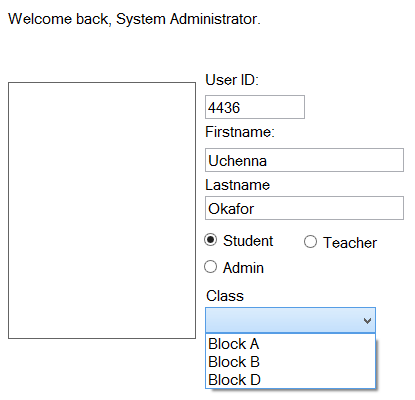 Welcome back, System Administrator.
User ID:
4436
Firstname:
Uchenna
Lastname
Okafor
Student Teacher
Admin
Class
Block A
Block B
Block D